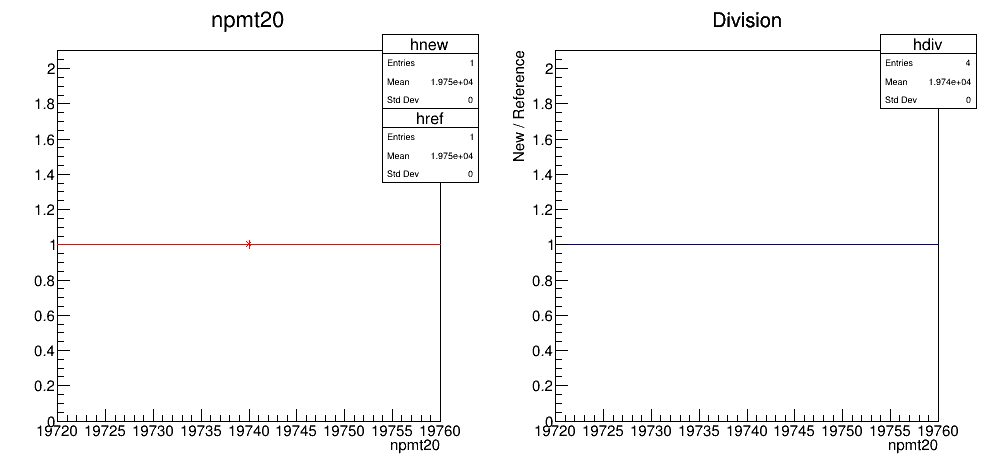 npmt20
hnew
Entries 1
Mean 1.975e+04
Std Dev 0
href
Entries 1
Mean 1.975e+04
Std Dev 0
2
1.8
1.6
1.4
1.2
1
0.8
0.6
0.4
0.2
0
19720 19725 19730 19735 19740 19745 19750 19755 19760
npmt20
Division
hdiv
Entries 4
Mean 1.974e+04
Std Dev 0
New / Reference
2
1.8
1.6
1.4
1.2
1
0.8
0.6
0.4
0.2
0
19720 19725 19730 19735 19740 19745 19750 19755 19760
npmt20